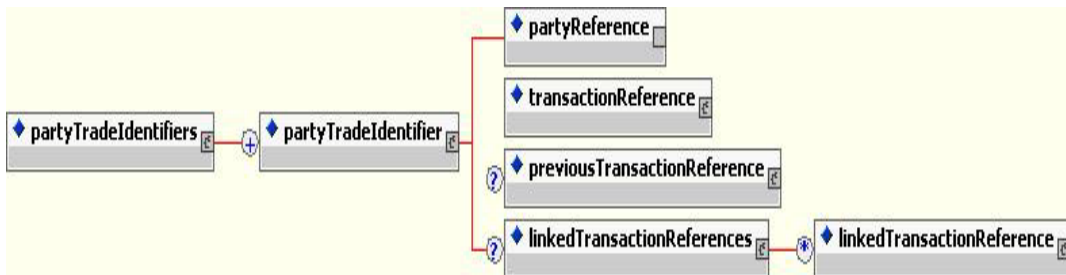 partyReference
transactionReference
partyTradeIdentifiers
+
partyTradeIdentifier
?
previousTransactionReference
?
linkedTransactionReferences
*
linkedTransactionReference